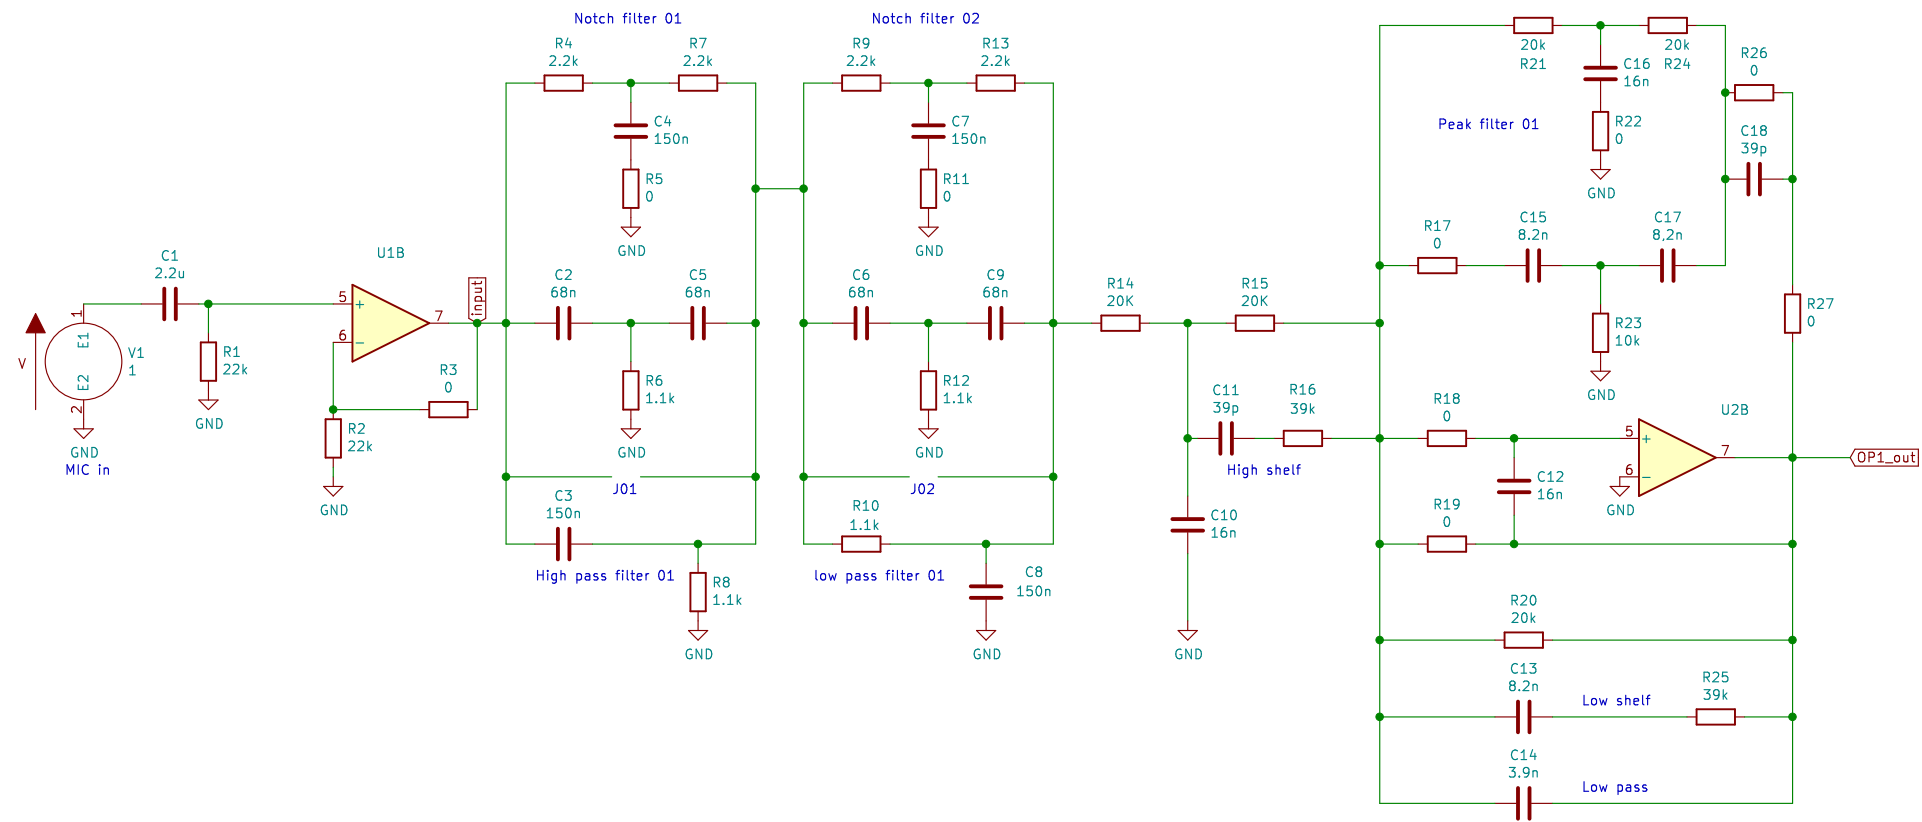 Notch filter 01
R4
2.2k
R7
2.2k
C4
150n
R5
0
GND
Notch filter 02
R9
2.2k
R13
2.2k
C7
150n
R11
0
GND
20k
R21
20k
R24
C16
16n
R22
0
GND
R26
0
Peak filter 01
C18
39p
R17
0
C15
8.2n
C17
8,2n
R23
10k
GND
R27
0
C1
2.2u
U1B
5
+
6
−
7
input
V
1
E1
E2
2
V1
1
GND
MIC in
R1
22k
GND
R3
0
R2
22k
GND
C2
68n
C5
68n
R6
1.1k
GND
J01
C3
150n
High pass filter 01
R8
1.1k
GND
C6
68n
C9
68n
R12
1.1k
GND
J02
R10
1.1k
low pass filter 01
C8
150n
GND
R14
20K
R15
20K
C11
39p
R16
39k
High shelf
C10
16n
GND
R18
0
U2B
5
+
6
−
7
GND
OP1_out
C12
16n
R19
0
R20
20k
C13
8.2n
Low shelf
R25
39k
C14
3.9n
Low pass